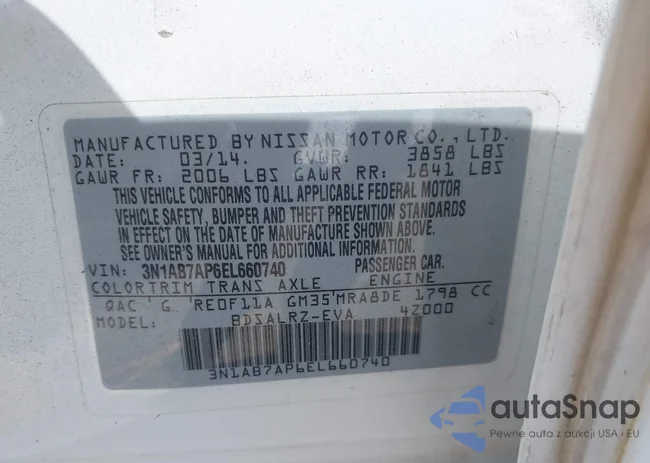 MANUFACTURED BY NISSAN MOTOR CO., LTD.
DATE: 03/14. GVWR: 3858 LBS
GAWR FR: 2006 LBS GAWR RR: 1841 LBS
THIS VEHICLE CONFORMS TO ALL APPLICABLE FEDERAL MOTOR
VEHICLE SAFETY, BUMPER AND THEFT PREVENTION STANDARDS
IN EFFECT ON THE DATE OF MANUFACTURE SHOWN ABOVE.
SEE OWNER'S MANUAL FOR ADDITIONAL INFORMATION.
VIN: 3N1AB7AP6EL660740 PASSENGER CAR.
COLOR TRIM TRANS AXLE ENGINE
QAC G RE0F11A GM35 MRA8DE 1798 CC
MODEL: BDSALRZ-EVA 4Z000
3N1AB7AP6EL660740
autaSnap
Pewne auta z aukcji USA i EU